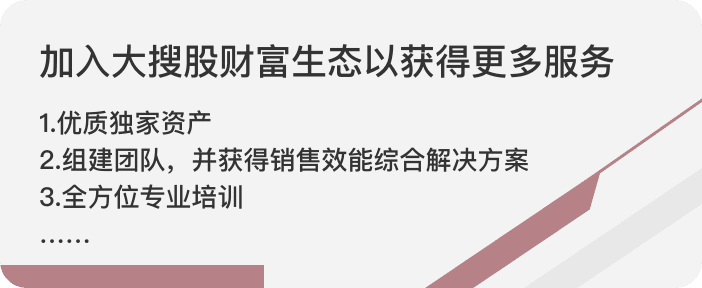 加入大搜股财富生态以获得更多服务
1.优质独家资产
2.组建团队，并获得销售效能综合解决方案
3.全方位专业培训
……